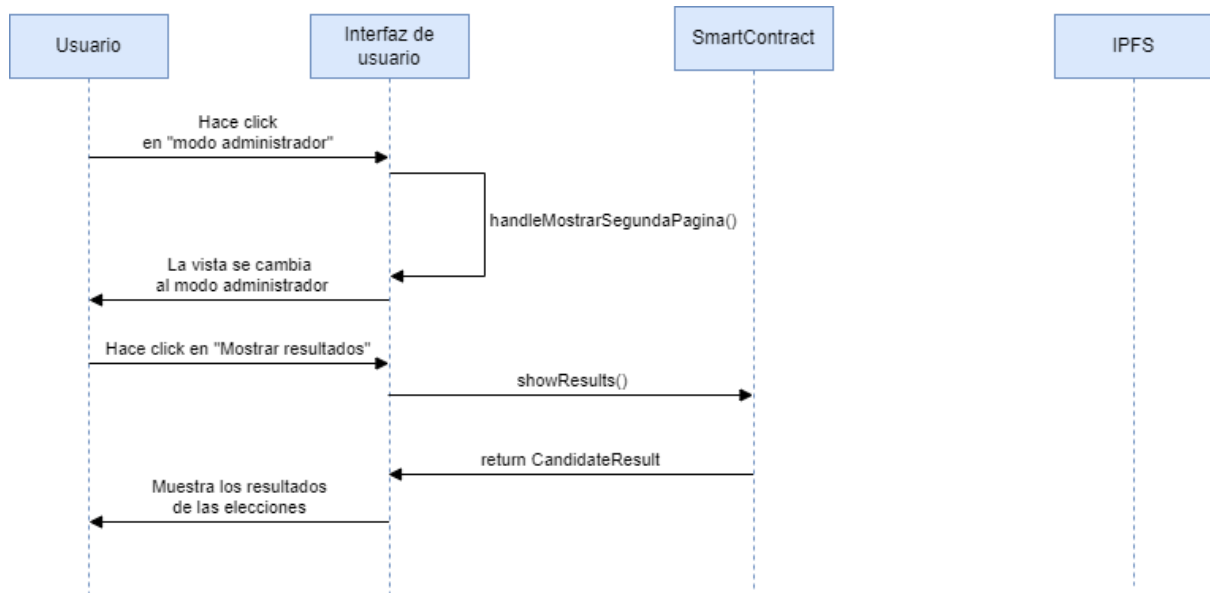 Usuario
Interfaz de
usuario
SmartContract
IPFS
Hace click
en "modo administrador"
handleMostrarSegundaPagina()
La vista se cambia
al modo administrador
Hace click en "Mostrar resultados"
showResults()
return CandidateResult
Muestra los resultados
de las elecciones